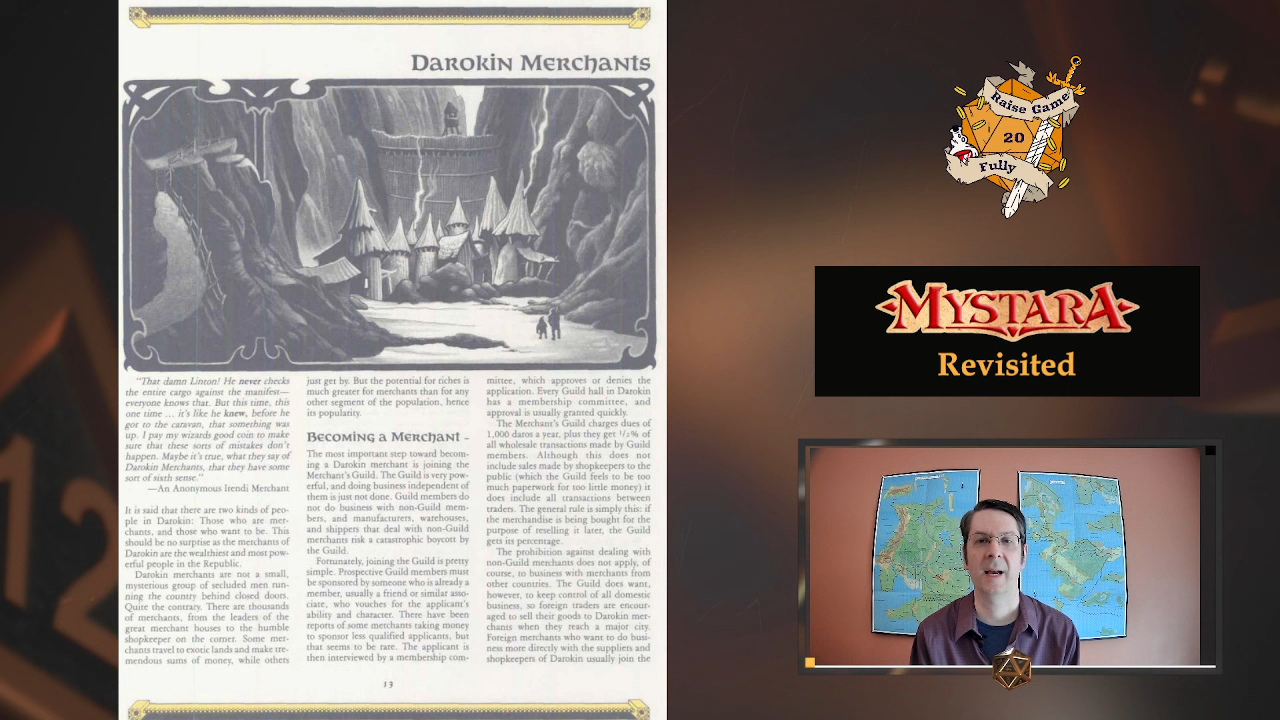 Darokin Merchants
"That damn Linton! He never checks
the entire cargo against the manifest—
everyone knows that. But this time, this
one time ... it's like he knew, before he
got to the caravan, that something was
up. I pay my wizards good coin to make
sure that these sorts of mistakes don't
happen. Maybe it's true, what they say of
Darokin Merchants, that they have some
sort of sixth sense."
—An Anonymous Irendi Merchant
It is said that there are two kinds of peo-
ple in Darokin: Those who are mer-
chants, and those who want to be. This
should be no surprise as the merchants of
Darokin are the wealthiest and most pow-
erful people in the Republic.
Darokin merchants are not a small,
mysterious group of secluded men run-
ning the country behind closed doors.
Quite the contrary. There are thousands
of merchants, from the leaders of the
great merchant houses to the humble
shopkeeper on the corner. Some mer-
chants travel to exotic lands and make tre-
mendous sums of money, while others
just get by. But the potential for riches is
much greater for merchants than for any
other segment of the population, hence
its popularity.
Becoming a Merchant –
The most important step toward becom-
ing a Darokin merchant is joining the
Merchant's Guild. The Guild is very pow-
erful, and doing business independent of
them is just not done. Guild members do
not do business with non-Guild mem-
bers, and manufacturers, warehouses,
and shippers that deal with non-Guild
merchants risk a catastrophic boycott by
the Guild.
Fortunately, joining the Guild is pretty
simple. Prospective Guild members must
be sponsored by someone who is already a
member, usually a friend or similar asso-
ciate, who vouches for the applicant's
ability and character. There have been
reports of some merchants taking money
to sponsor less qualified applicants, but
that seems to be rare. The applicant is
then interviewed by a membership com-
mittee, which approves or denies the
application. Every Guild hall in Darokin
has a membership committee, and
approval is usually granted quickly.
The Merchant's Guild charges dues of
1,000 daros a year, plus they get ½% of
all wholesale transactions made by Guild
members. Although this does not
include sales made by shopkeepers to the
public (which the Guild feels to be too
much paperwork for too little money) it
does include all transactions between
traders. The general rule is simply this: if
the merchandise is being bought for the
purpose of reselling it later, the Guild
gets its percentage.
The prohibition against dealing with
non-Guild merchants does not apply, of
course, to business with merchants from
other countries. The Guild does want,
however, to keep control of all domestic
business, so foreign traders are encour-
aged to sell their goods to Darokin mer-
chants when they reach a major city.
Foreign merchants who want to do busi-
ness more directly with the suppliers and
shopkeepers of Darokin usually join the
13
Raise Game
20
Fully
MYSTARA
Revisited
12